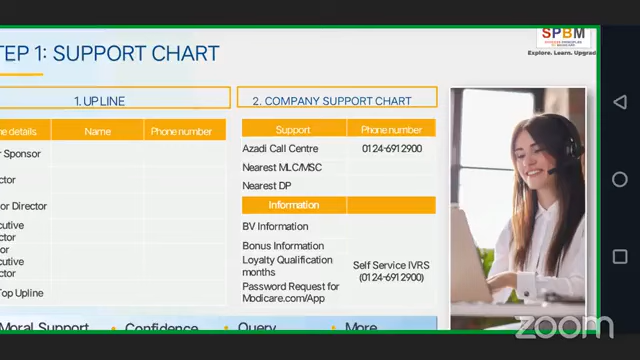 TEP 1: SUPPORT CHART
SPBM
Explore. Learn. Upgrad
1. UPLINE
ne details
Name
Phone number
r Sponsor
ctor
or Director
cutive
ctor
or
cutive
ctor
Top Upline
2. COMPANY SUPPORT CHART
Support
Phone number
Azadi Call Centre
0124-6912900
Nearest MLC/MSC
Nearest DP
Information
BV Information
Bonus Information
Loyalty Qualification
months
Password Request for
Modicare.com/App
Self Service IVRS
(0124-6912900)
Moral Support
• Confidence
• Query
• More
zoom